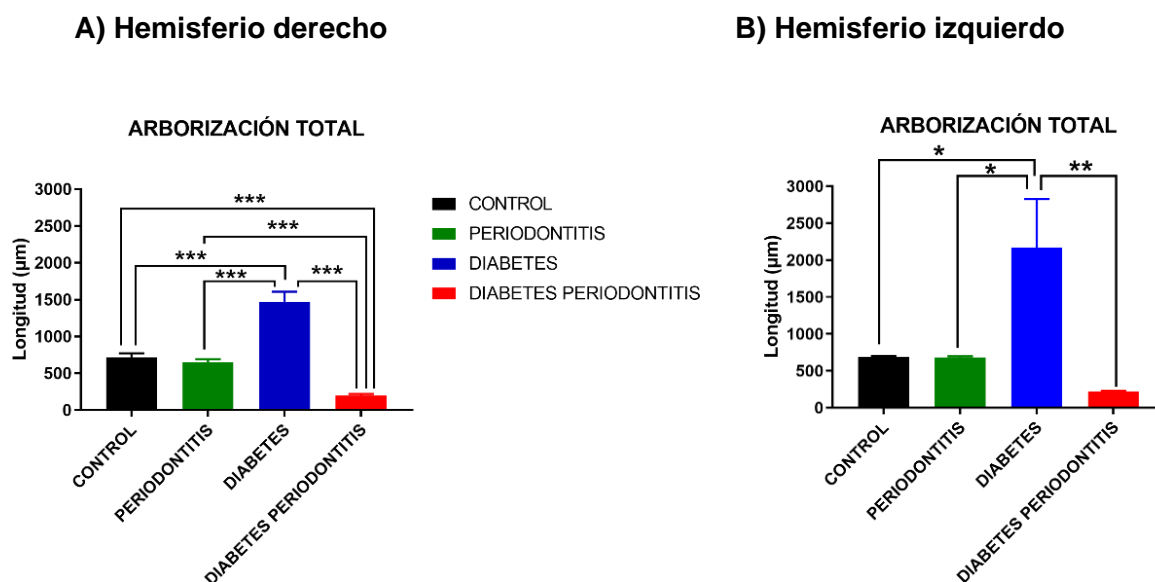 A) Hemisferio derecho
ARBORIZACIÓN TOTAL
Longitud (µm)
3000
2500
2000
1500
1000
500
0
***
***
***
***
***
CONTROL
PERIODONTITIS
DIABETES
DIABETES PERIODONTITIS
CONTROL
PERIODONTITIS
DIABETES
DIABETES PERIODONTITIS
B) Hemisferio izquierdo
ARBORIZACIÓN TOTAL
Longitud (µm)
3000
2500
2000
1500
1000
500
0
*
*
**
CONTROL
PERIODONTITIS
DIABETES
DIABETES PERIODONTITIS